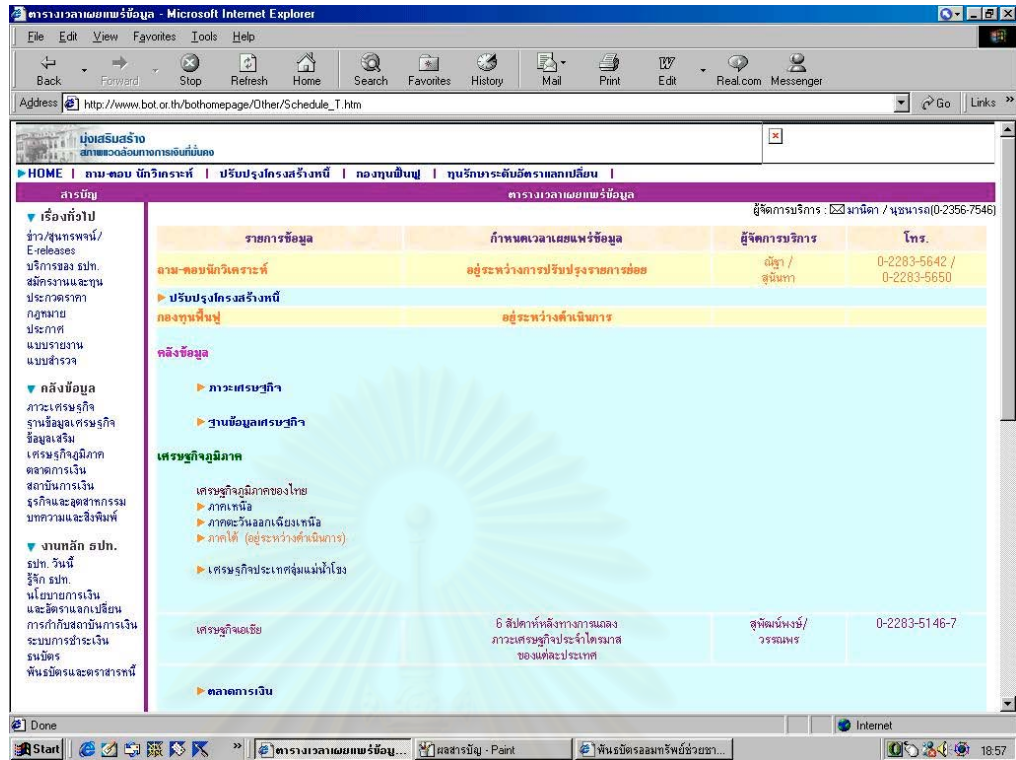 ตารางเวลาเผยแพร่ข้อมูล - Microsoft Internet Explorer
File Edit View Favorites Tools Help
Back Forward Stop Refresh Home Search Favorites History Mail Print Edit Real.com Messenger
Address http://www.bot.or.th/bothomepage/Other/Schedule_T.htm Go Links »
มุ่งเสริมสร้าง
สภาพแวดล้อมทางการเงินที่มั่นคง
HOME | ถาม-ตอบ นักวิเคราะห์ | ปรับปรุงโครงสร้างหนี้ | กองทุนฟื้นฟู | ทุนรักษาระดับอัตราแลกเปลี่ยน |
สารบัญ
ตารางเวลาเผยแพร่ข้อมูล
ผู้จัดการบริการ : มานิดา / นุชนารถ(0-2356-7546)
เรื่องทั่วไป
ข่าว/สุนทรพจน์/
E-releases
บริการของ ธปท.
สมัครงานและทุน
ประกวดราคา
กฎหมาย
ประกาศ
แบบรายงาน
แบบสำรวจ
คลังข้อมูล
ภาวะเศรษฐกิจ
ฐานข้อมูลเศรษฐกิจ
ข้อมูลเสริม
เศรษฐกิจภูมิภาค
ตลาดการเงิน
สถาบันการเงิน
ธุรกิจและอุตสาหกรรม
บทความและสิ่งพิมพ์
งานหลัก ธปท.
ธปท. วันนี้
รู้จัก ธปท.
นโยบายการเงิน
และอัตราแลกเปลี่ยน
การกำกับสถาบันการเงิน
ระบบการชำระเงิน
ธนบัตร
พันธบัตรและตราสารหนี้
รายการข้อมูล กำหนดเวลาเผยแพร่ข้อมูล ผู้จัดการบริการ โทร.
ถาม-ตอบนักวิเคราะห์ อยู่ระหว่างการปรับปรุงรายการย่อย ณัฐา / สุนันทา 0-2283-5642 / 0-2283-5650
ปรับปรุงโครงสร้างหนี้
กองทุนฟื้นฟู อยู่ระหว่างดำเนินการ
คลังข้อมูล
ภาวะเศรษฐกิจ
ฐานข้อมูลเศรษฐกิจ
เศรษฐกิจภูมิภาค
เศรษฐกิจภูมิภาคของไทย
ภาคเหนือ
ภาคตะวันออกเฉียงเหนือ
ภาคใต้ (อยู่ระหว่างดำเนินการ)
เศรษฐกิจประเทศลุ่มแม่น้ำโขง
เศรษฐกิจเอเชีย 6 สัปดาห์หลังทางการแถลง ภาวะเศรษฐกิจประจำไตรมาส ของแต่ละประเทศ สุพัฒน์พงษ์/ วรรณพร 0-2283-5146-7
ตลาดการเงิน
Done Internet
Start » ตารางเวลาเผยแพร่ข้อมู... ผลสารบัญ - Paint พันธบัตรออมทรัพย์ช่วยชา... 18:57